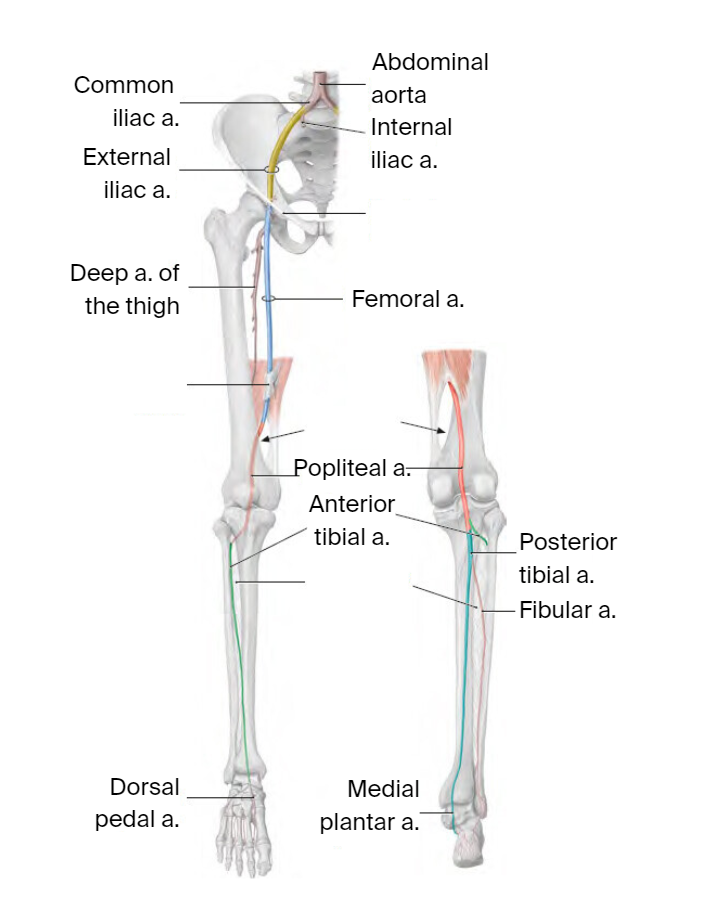 Abdominal
aorta
Common
iliac a.
Internal
iliac a.
External
iliac a.
Deep a. of
the thigh
Femoral a.
Popliteal a.
Anterior
tibial a.
Posterior
tibial a.
Fibular a.
Dorsal
pedal a.
Medial
plantar a.